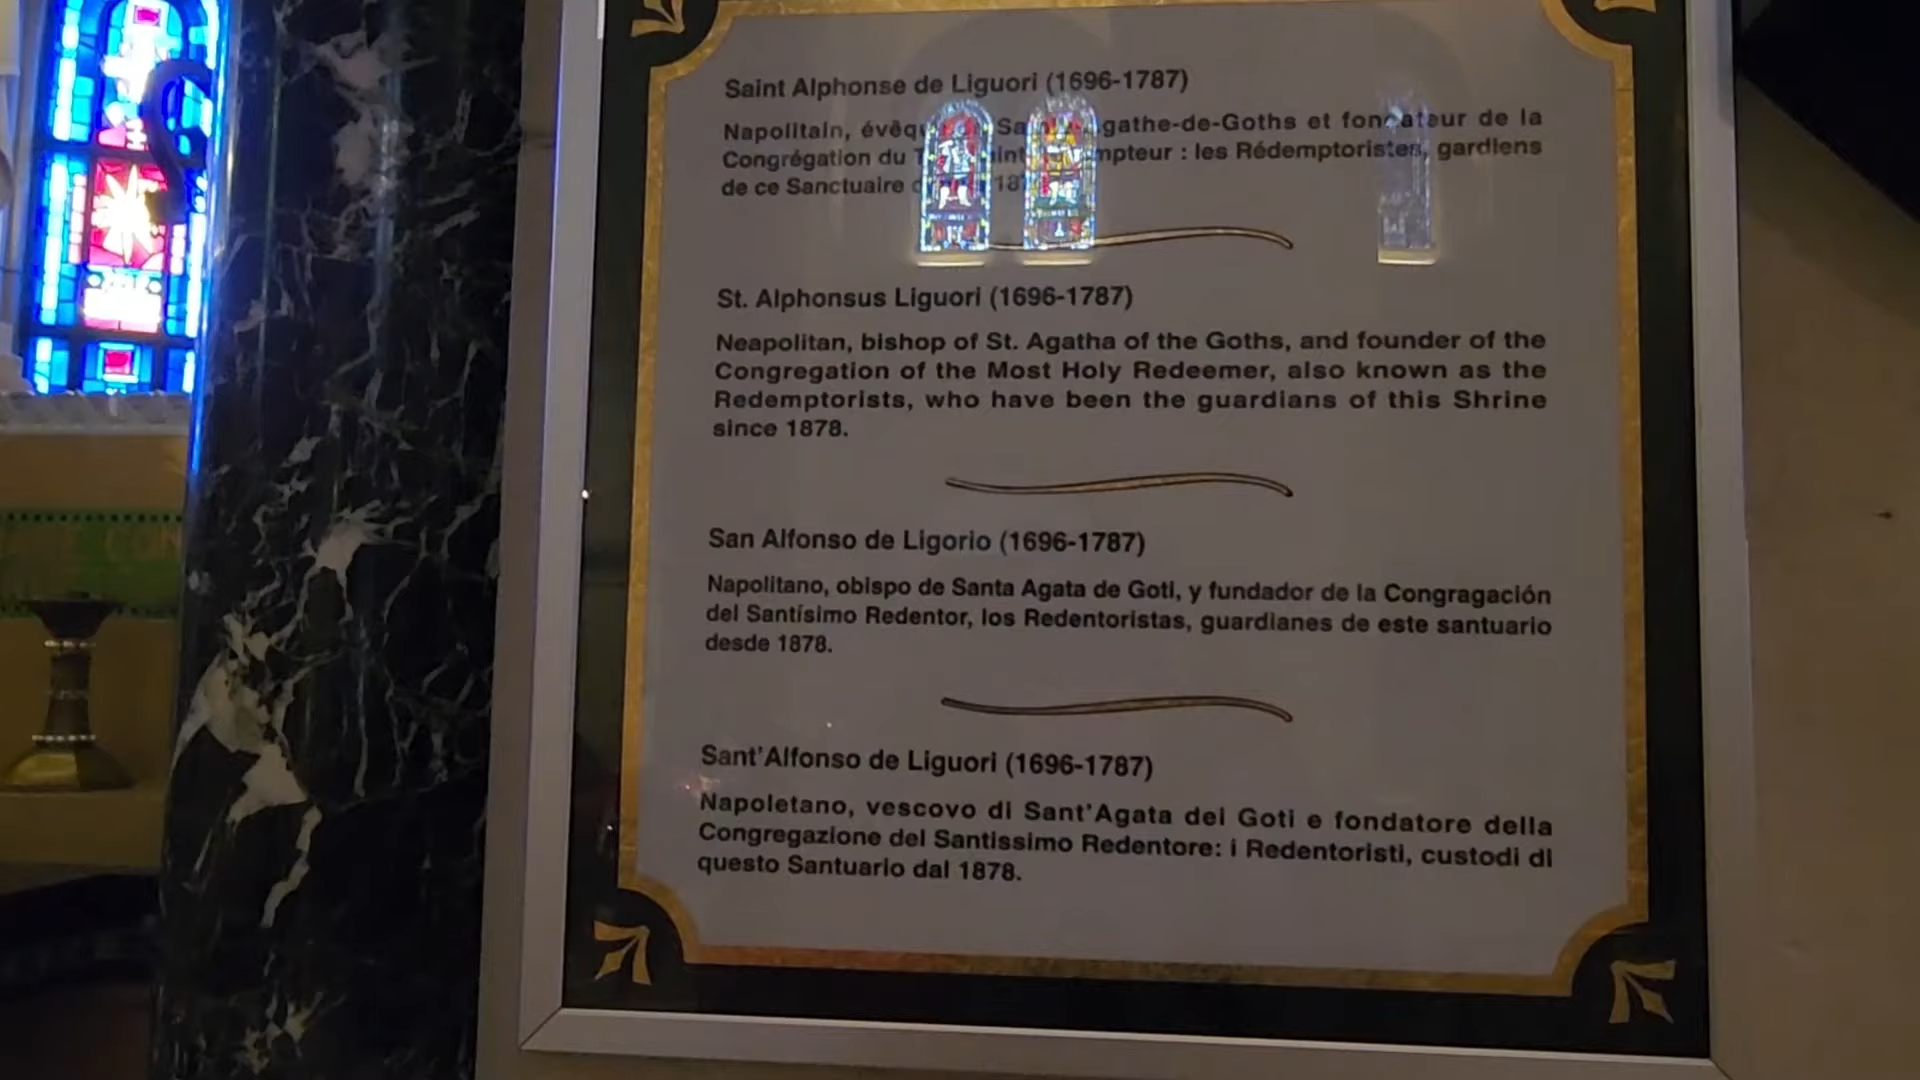 Saint Alphonse de Liguori (1696-1787)
Napolitain, évêq gathe-de-Goths et fondateur de la
Congrégation du mpteur : les Rédemptoristes, gardiens
de ce Sanctuaire
St. Alphonsus Liguori (1696-1787)
Neapolitan, bishop of St. Agatha of the Goths, and founder of the
Congregation of the Most Holy Redeemer, also known as the
Redemptorists, who have been the guardians of this Shrine
since 1878.
San Alfonso de Ligorio (1696-1787)
Napolitano, obispo de Santa Agata de Goti, y fundador de la Congragación
del Santísimo Redentor, los Redentoristas, guardianes de este santuario
desde 1878.
Sant'Alfonso de Liguori (1696-1787)
Napoletano, vescovo di Sant'Agata dei Goti e fondatore della
Congregazione del Santissimo Redentore: i Redentoristi, custodi di
questo Santuario dal 1878.